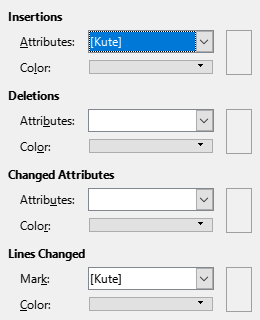 Insertions
Attributes: [Kute]
Color:
Deletions
Attributes:
Color:
Changed Attributes
Attributes:
Color:
Lines Changed
Mark: [Kute]
Color: